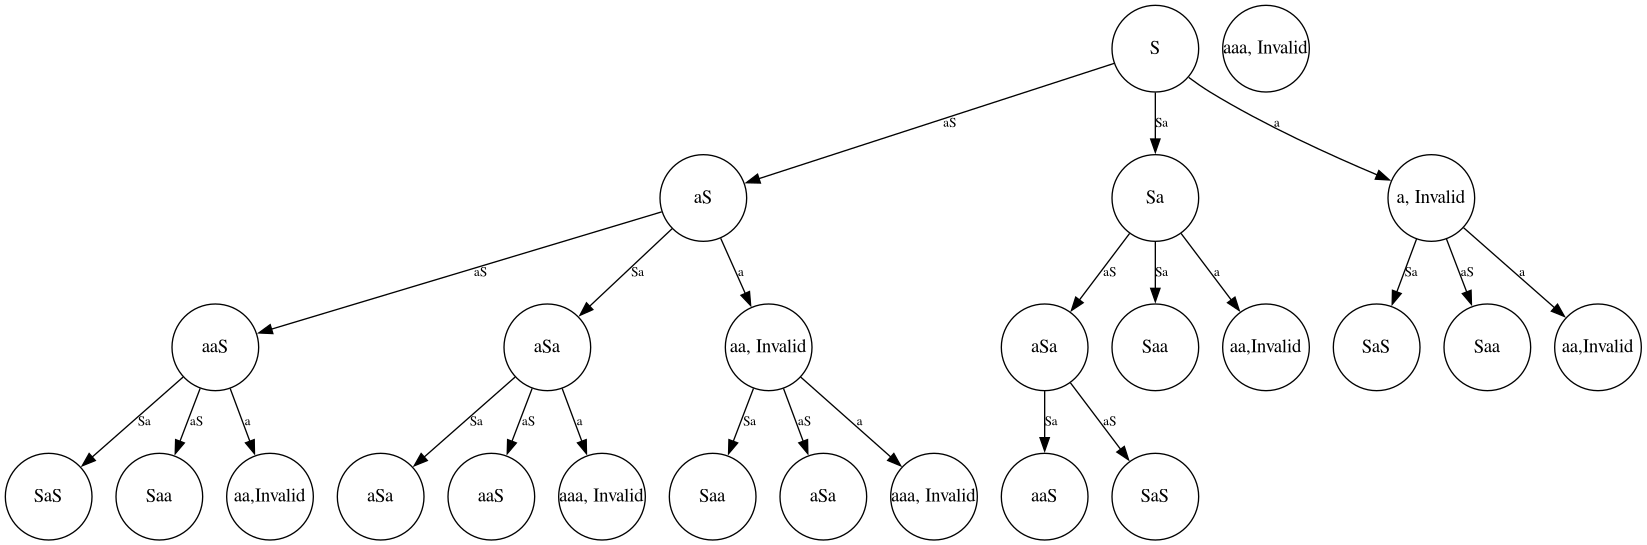 S
aaa, Invalid
aS
Sa
a
aS
Sa
a, Invalid
aS
Sa
a
aS
Sa
a
Sa
aS
a
aaS
aSa
aa, Invalid
aSa
Saa
aa,Invalid
SaS
Saa
aa,Invalid
Sa
aS
a
Sa
aS
a
Sa
aS
a
Sa
aS
SaS
Saa
aa,Invalid
aSa
aaS
aaa, Invalid
Saa
aSa
aaa, Invalid
aaS
SaS